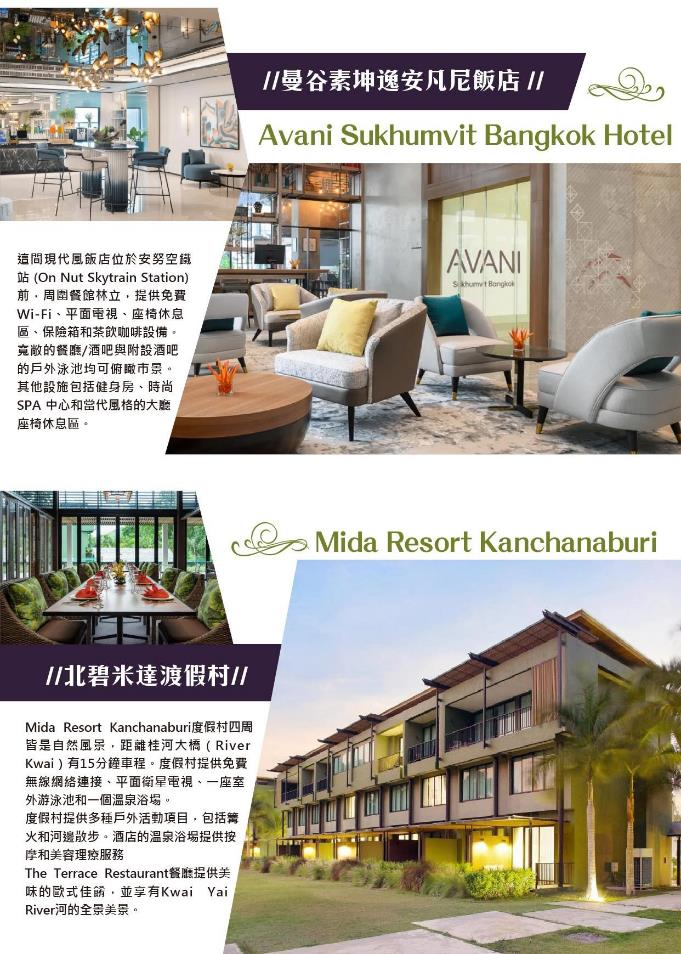 //曼谷素坤逸安凡尼飯店 //
Avani Sukhumvit Bangkok Hotel
AVANI
Sukhumvit Bangkok
這間現代風飯店位於安努空鐵
站 (On Nut Skytrain Station)
前，周圍餐館林立，提供免費
Wi-Fi、平面電視、座椅休息
區、保險箱和茶飲咖啡設備。
寬敞的餐廳/酒吧與附設酒吧
的戶外泳池均可俯瞰市景。
其他設施包括健身房、時尚
SPA 中心和當代風格的大廳
座椅休息區。
Mida Resort Kanchanaburi
//北碧米達渡假村//
Mida Resort Kanchanaburi度假村四周
皆是自然風景，距離桂河大橋 ( River
Kwai ) 有15分鐘車程。度假村提供免費
無線網絡連接、平面衛星電視、一座室
外游泳池和一個溫泉浴場。
度假村提供多種戶外活動項目，包括篝
火和河邊散步。酒店的溫泉浴場提供按
摩和美容理療服務
The Terrace Restaurant餐廳提供美
味的歐式佳餚，並享有Kwai Yai
River河的全景美景。